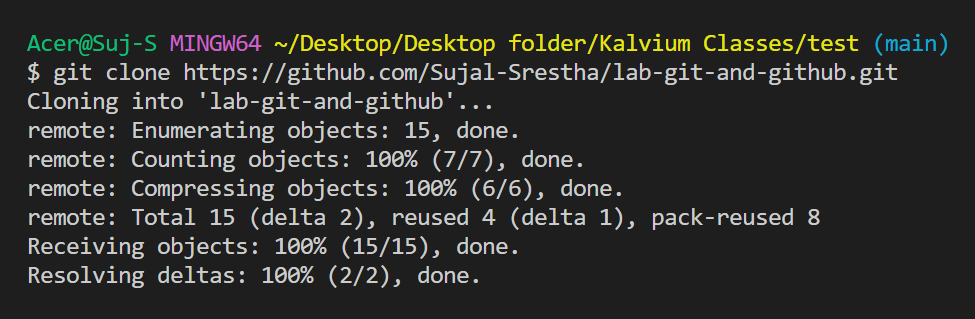 Acer@Suj-S MINGW64 ~/Desktop/Desktop folder/Kalvium Classes/test (main)
$ git clone https://github.com/Sujal-Srestha/lab-git-and-github.git
Cloning into 'lab-git-and-github'...
remote: Enumerating objects: 15, done.
remote: Counting objects: 100% (7/7), done.
remote: Compressing objects: 100% (6/6), done.
remote: Total 15 (delta 2), reused 4 (delta 1), pack-reused 8
Receiving objects: 100% (15/15), done.
Resolving deltas: 100% (2/2), done.